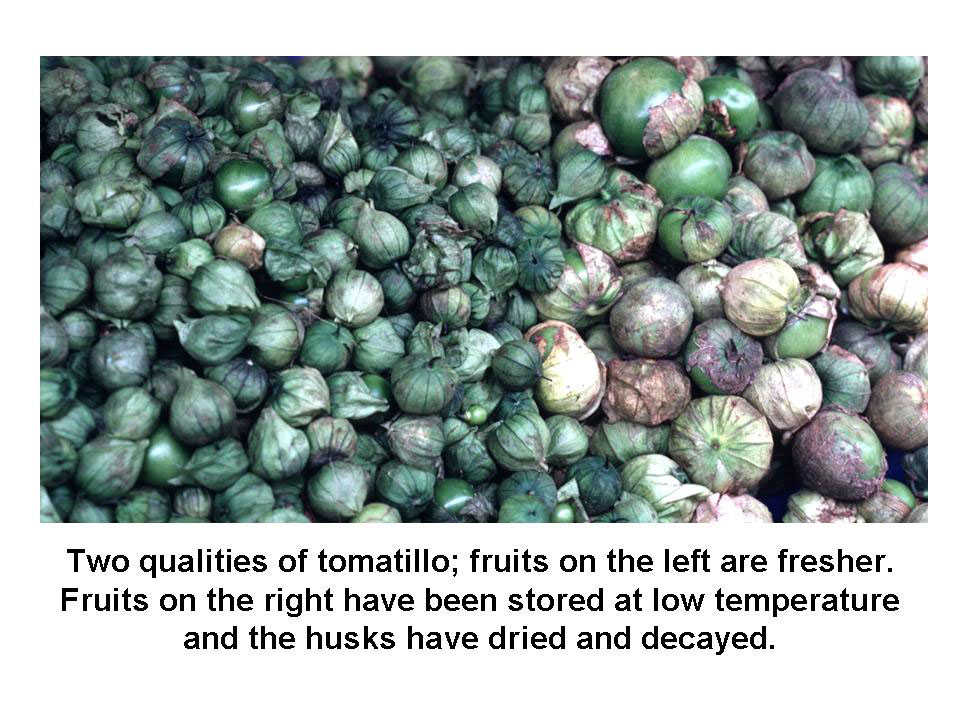 Two qualities of tomatillo; fruits on the left are fresher.
Fruits on the right have been stored at low temperature
and the husks have dried and decayed.